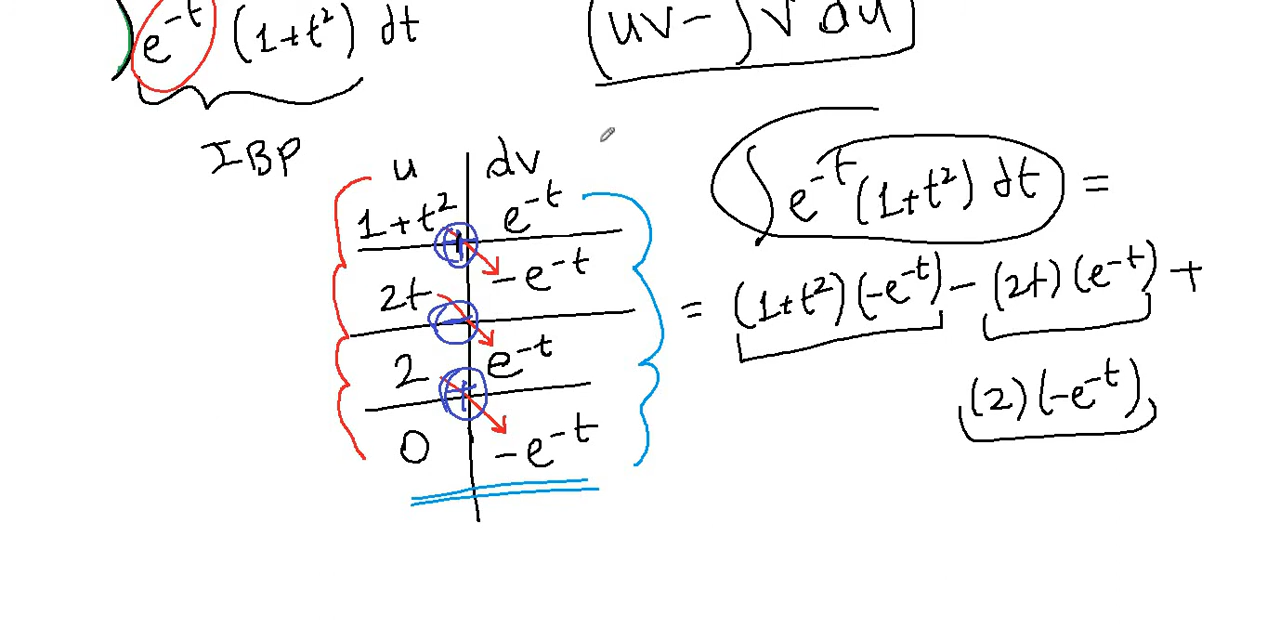 ∫ e^{-t} (1+t²) dt
uv - ∫ v du
IBP
u | dv
1+t² | e^{-t}
+
2t | -e^{-t}
-
2 | e^{-t}
+
0 | -e^{-t}
∫ e^{-t} (1+t²) dt =
= (1+t²)(-e^{-t}) - (2t)(e^{-t}) +
(2)(-e^{-t})